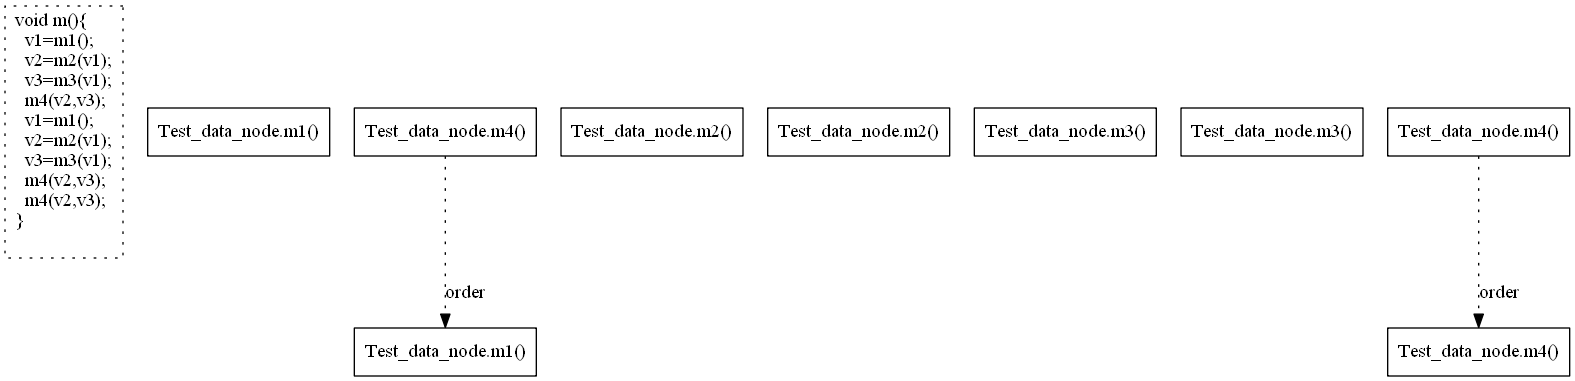 void m(){
v1=m1();
v2=m2(v1);
v3=m3(v1);
m4(v2,v3);
v1=m1();
v2=m2(v1);
v3=m3(v1);
m4(v2,v3);
m4(v2,v3);
}
Test_data_node.m1()
Test_data_node.m4()
Test_data_node.m2()
Test_data_node.m2()
Test_data_node.m3()
Test_data_node.m3()
Test_data_node.m4()
order
order
Test_data_node.m1()
Test_data_node.m4()